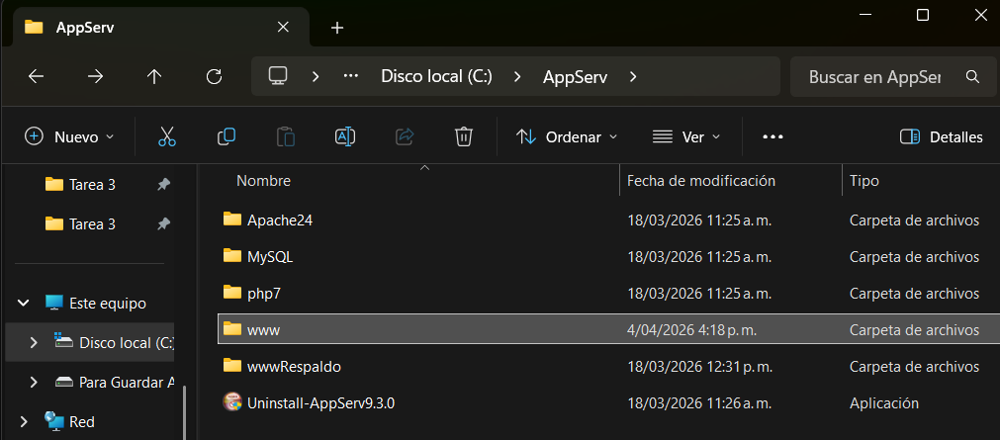 AppServ
Disco local (C:) AppServ
Buscar en AppSer
Nuevo Ordenar Ver Detalles
Nombre Fecha de modificación Tipo
Tarea 3
Tarea 3
Este equipo
Disco local (C:
Para Guardar A
Red
Apache24 18/03/2026 11:25 a. m. Carpeta de archivos
MySQL 18/03/2026 11:25 a. m. Carpeta de archivos
php7 18/03/2026 11:25 a. m. Carpeta de archivos
www 4/04/2026 4:18 p. m. Carpeta de archivos
wwwRespaldo 18/03/2026 12:31 p. m. Carpeta de archivos
Uninstall-AppServ9.3.0 18/03/2026 11:26 a. m. Aplicación